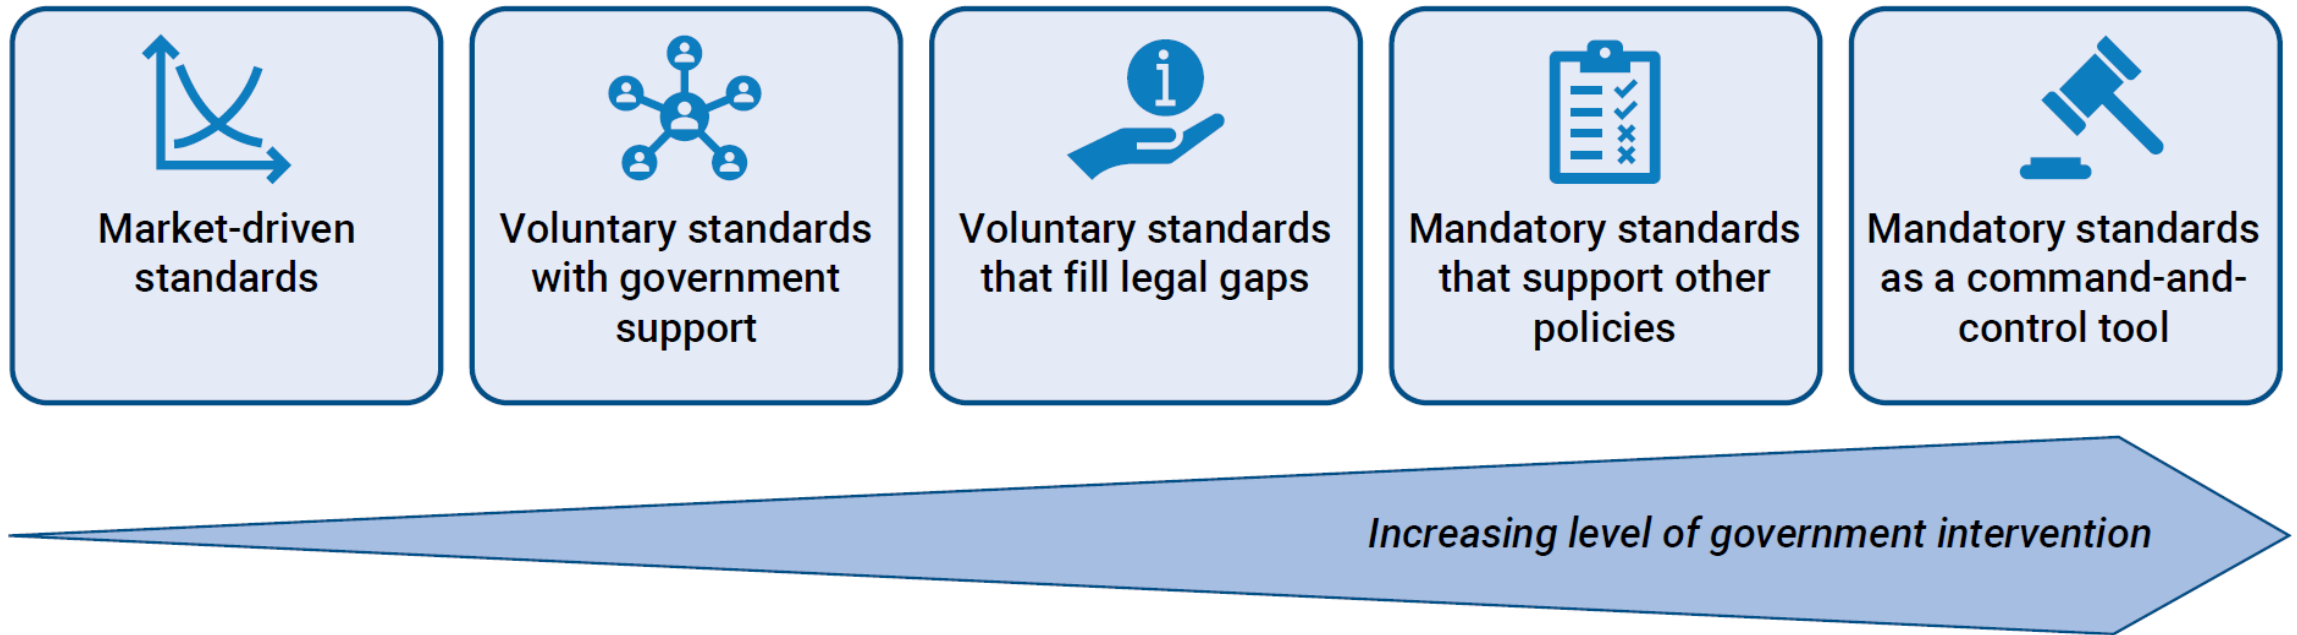 Market-driven
standards
Voluntary standards
with government
support
Voluntary standards
that fill legal gaps
Mandatory standards
that support other
policies
Mandatory standards
as a command-and-
control tool
Increasing level of government intervention